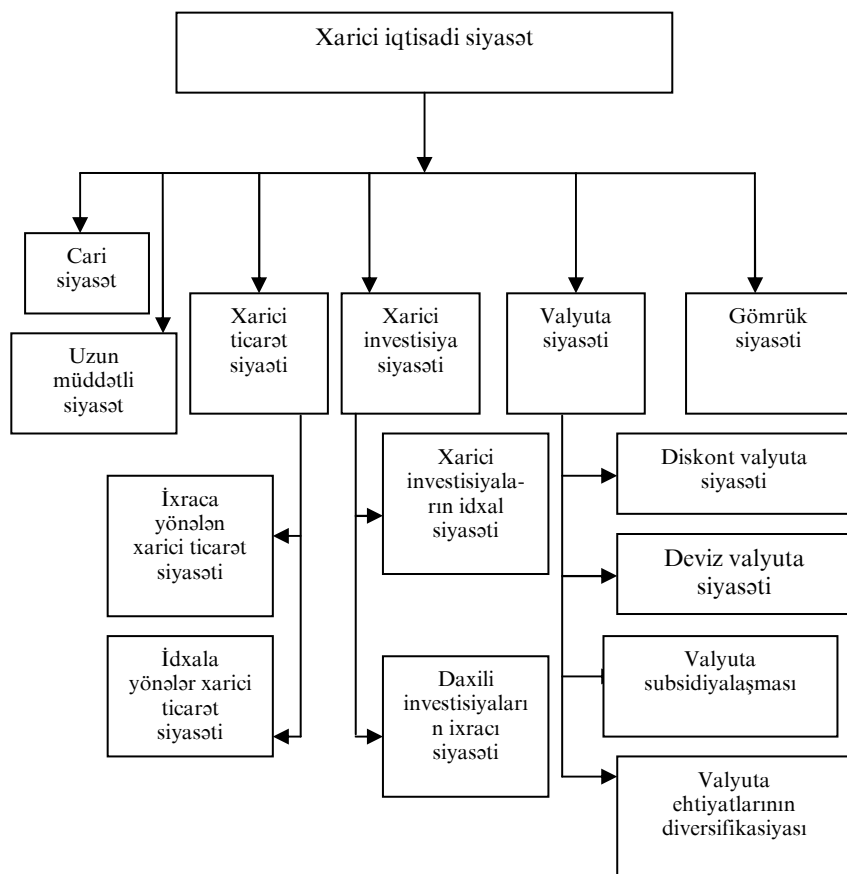 Xarici iqtisadi siyasət
Cari
siyasət
Uzun
müddətli
siyasət
Xarici
ticarət
siyaəti
Xarici
investisiya
siyasəti
Valyuta
siyasəti
Gömrük
siyasəti
İxraca
yönələn
xarici ticarət
siyasəti
İdxala
yönələr xarici
ticarət
siyasəti
Xarici
investisiyala-
rın idxal
siyasəti
Daxili
investisiyaları
n ixracı
siyasəti
Diskont valyuta
siyasəti
Deviz valyuta
siyasəti
Valyuta
subsidiyalaşması
Valyuta
ehtiyatlarının
diversifikasiyası